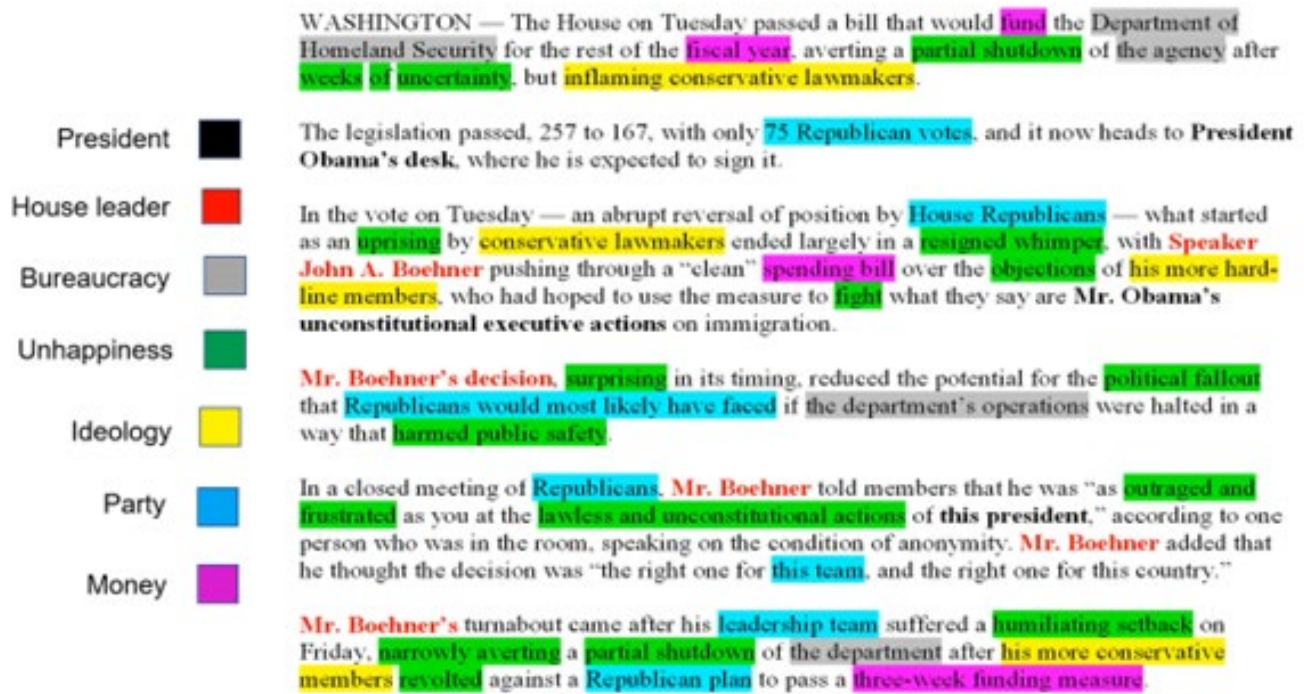 President
House leader
Bureaucracy
Unhappiness
Ideology
Party
Money
WASHINGTON — The House on Tuesday passed a bill that would fund the Department of
Homeland Security for the rest of the fiscal year, averting a partial shutdown of the agency after
weeks of uncertainty, but inflaming conservative lawmakers.
The legislation passed, 257 to 167, with only 75 Republican votes, and it now heads to President
Obama's desk, where he is expected to sign it.
In the vote on Tuesday — an abrupt reversal of position by House Republicans — what started
as an uprising by conservative lawmakers ended largely in a resigned whimper, with Speaker
John A. Boehner pushing through a “clean” spending bill over the objections of his more hard-
line members, who had hoped to use the measure to fight what they say are Mr. Obama's
unconstitutional executive actions on immigration.
Mr. Boehner's decision, surprising in its timing, reduced the potential for the political fallout
that Republicans would most likely have faced if the department's operations were halted in a
way that harmed public safety.
In a closed meeting of Republicans, Mr. Boehner told members that he was “as outraged and
frustrated as you at the lawless and unconstitutional actions of this president,” according to one
person who was in the room, speaking on the condition of anonymity. Mr. Boehner added that
he thought the decision was “the right one for this team, and the right one for this country.”
Mr. Boehner's turnabout came after his leadership team suffered a humiliating setback on
Friday, narrowly averting a partial shutdown of the department after his more conservative
members revolted against a Republican plan to pass a three-week funding measure.